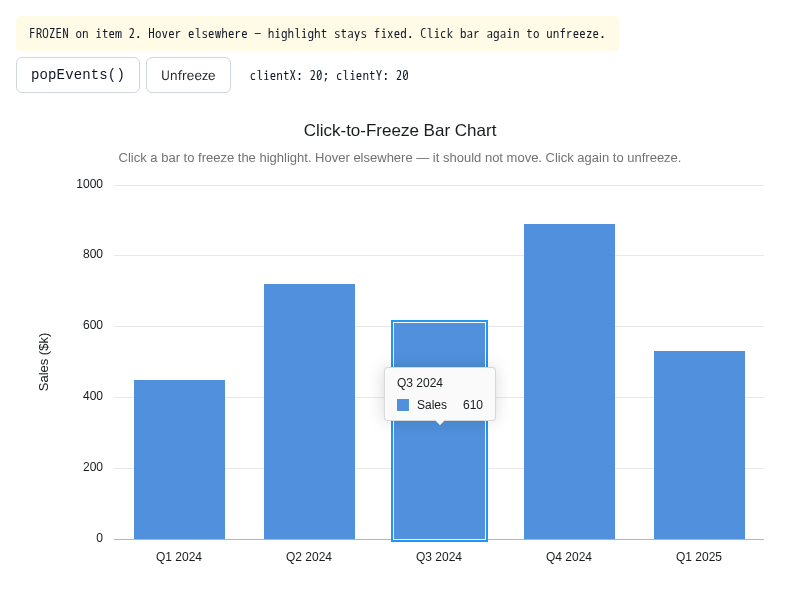 FROZEN on item 2. Hover elsewhere — highlight stays fixed. Click bar again to unfreeze.
popEvents() Unfreeze clientX: 20; clientY: 20
Click-to-Freeze Bar Chart
Click a bar to freeze the highlight. Hover elsewhere — it should not move. Click again to unfreeze.
1000
800
600
400
200
0
Sales ($k)
Q3 2024
Sales 610
Q1 2024 Q2 2024 Q3 2024 Q4 2024 Q1 2025